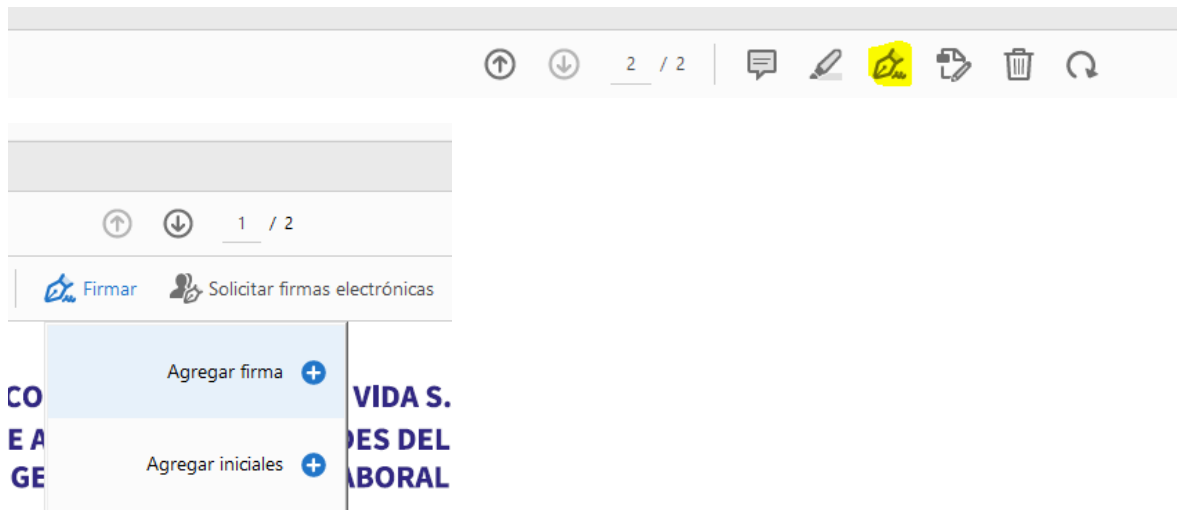 2 / 2
1 / 2
Firmar Solicitar firmas electrónicas
Agregar firma
CO VIDA S.
E A DES DEL
Agregar iniciales
GE ABORAL